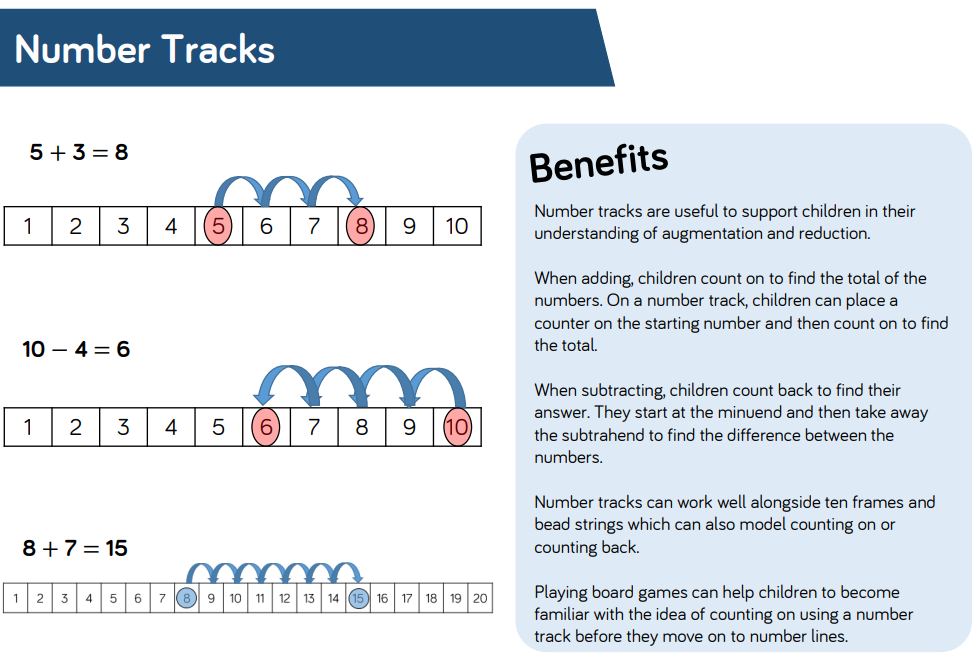 Number Tracks
5 + 3 = 8
1 2 3 4 5 6 7 8 9 10
10 − 4 = 6
1 2 3 4 5 6 7 8 9 10
8 + 7 = 15
1 2 3 4 5 6 7 8 9 10 11 12 13 14 15 16 17 18 19 20
Benefits
Number tracks are useful to support children in their
understanding of augmentation and reduction.
When adding, children count on to find the total of the
numbers. On a number track, children can place a
counter on the starting number and then count on to find
the total.
When subtracting, children count back to find their
answer. They start at the minuend and then take away
the subtrahend to find the difference between the
numbers.
Number tracks can work well alongside ten frames and
bead strings which can also model counting on or
counting back.
Playing board games can help children to become
familiar with the idea of counting on using a number
track before they move on to number lines.